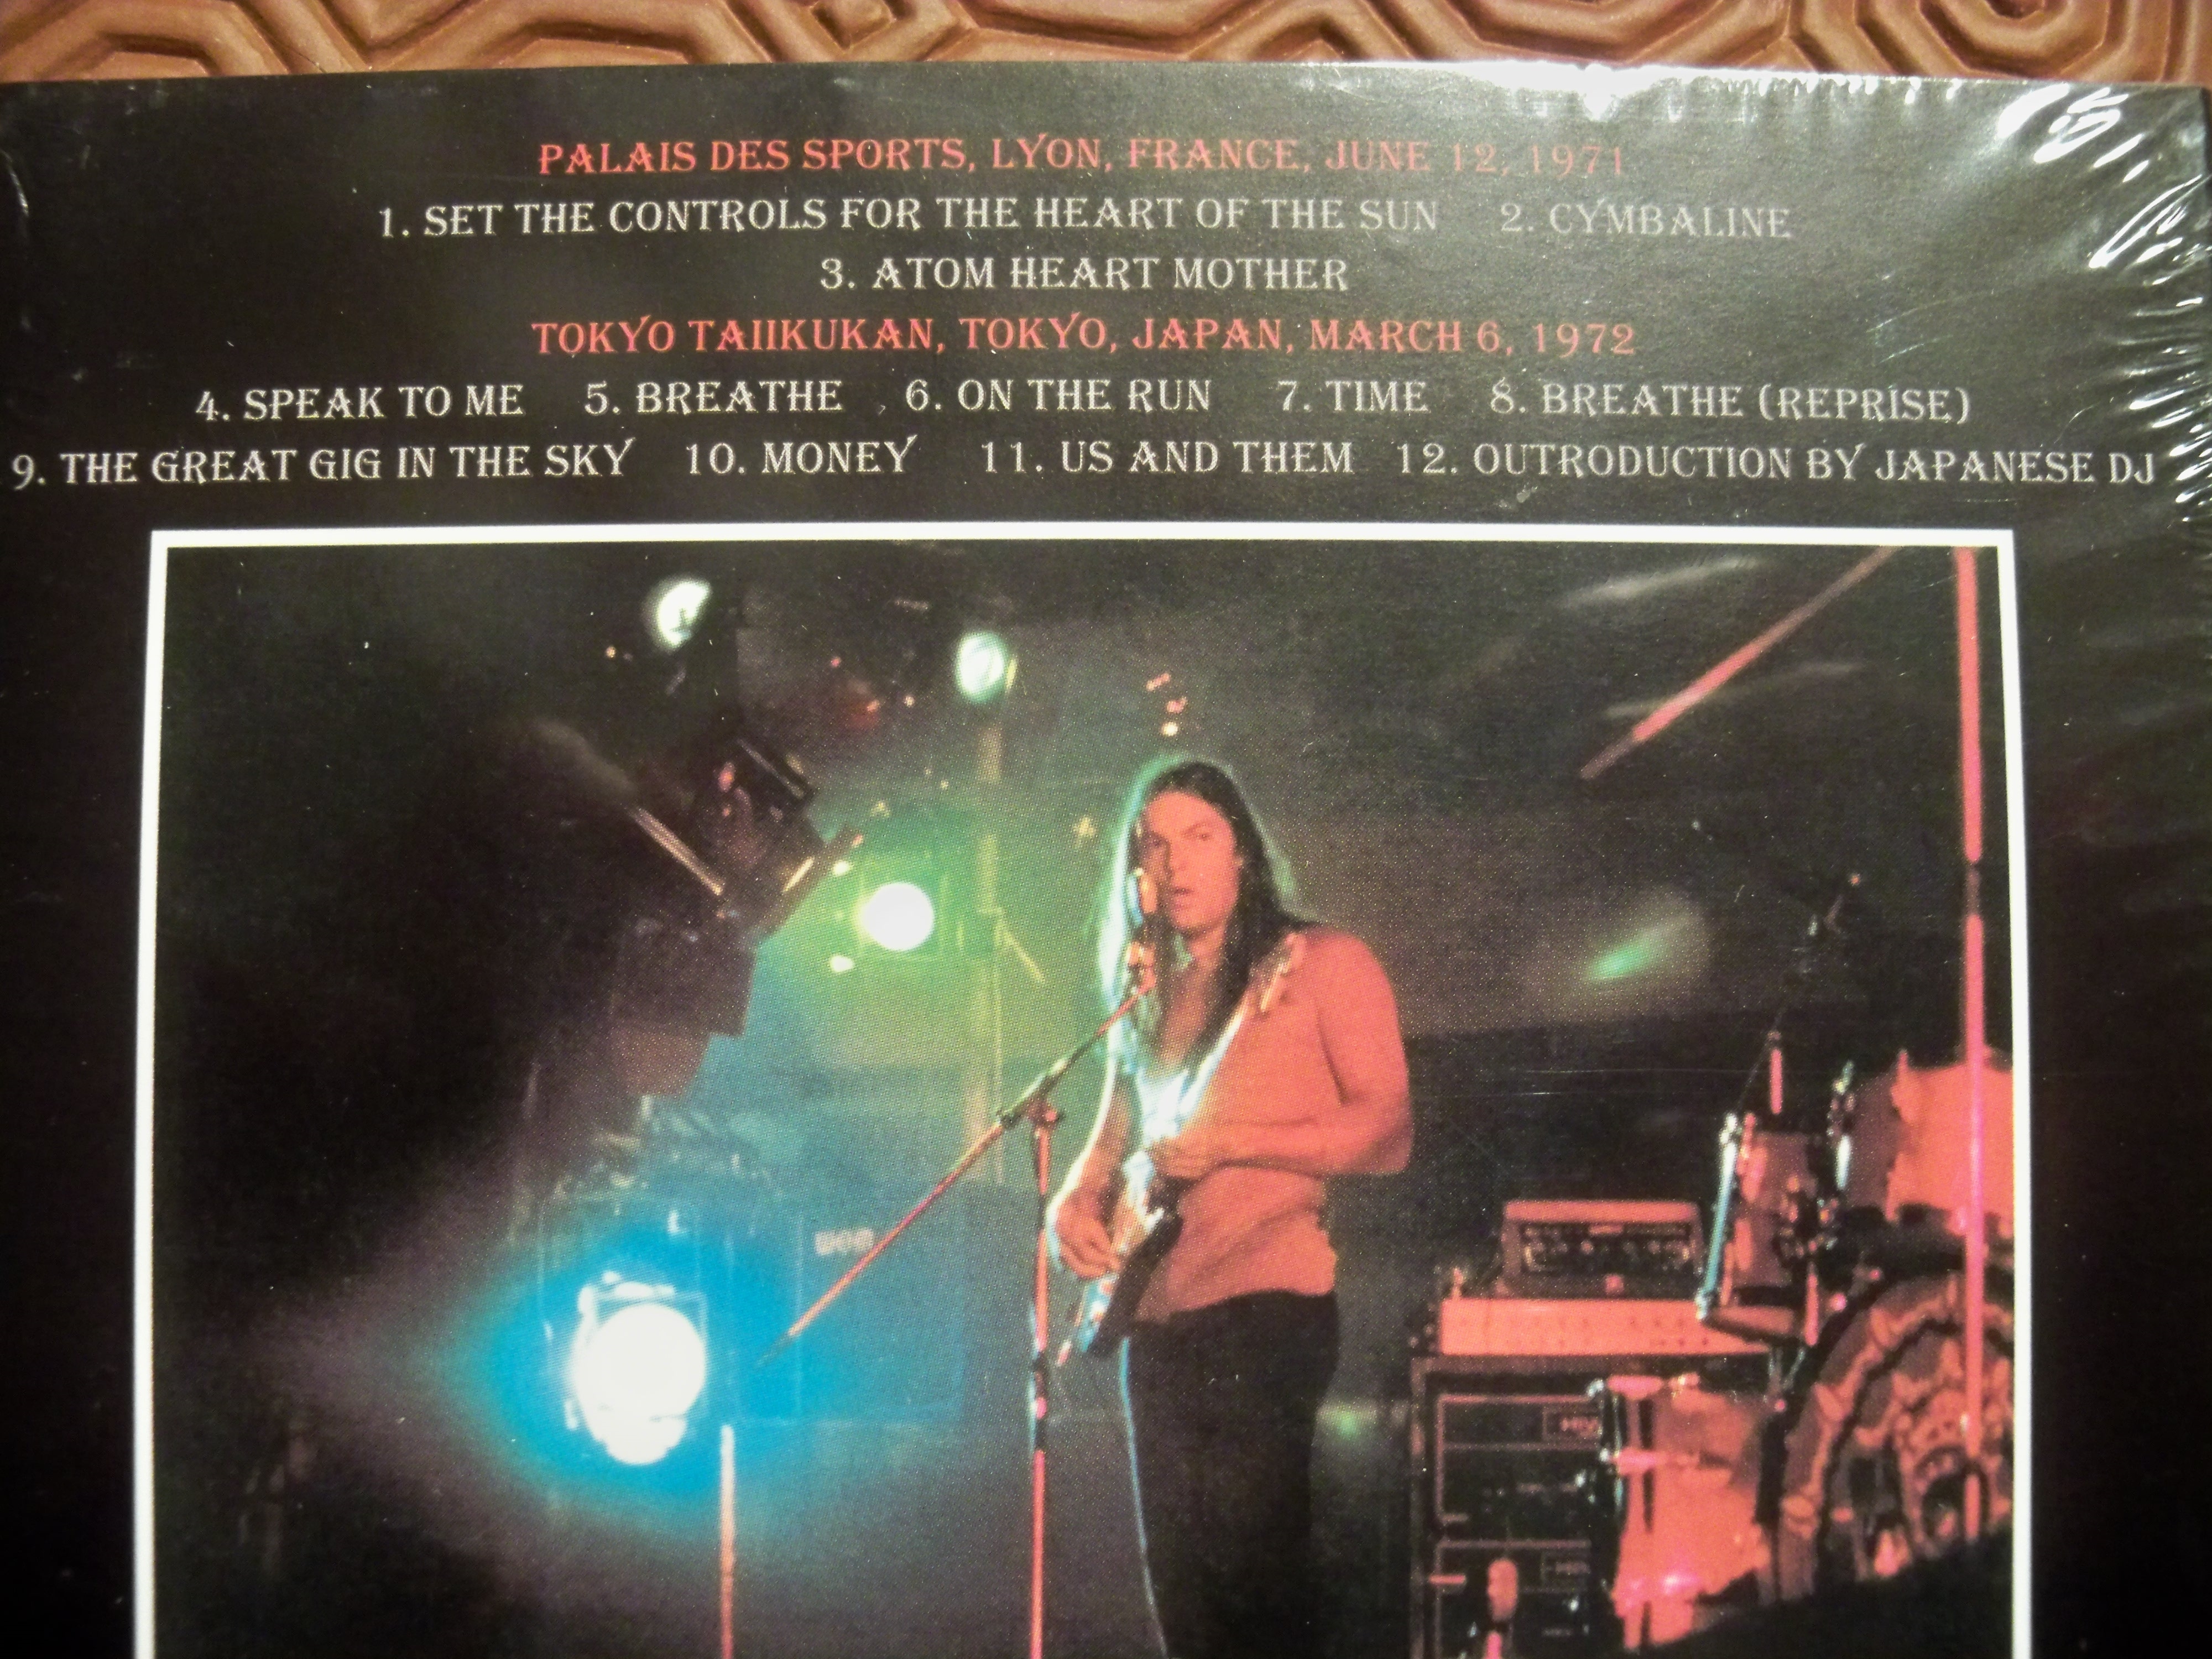 PALAIS DES SPORTS, LYON, FRANCE, JUNE 12, 1971
1. SET THE CONTROLS FOR THE HEART OF THE SUN 2. CYMBALINE
3. ATOM HEART MOTHER
TOKYO TAIIKUKAN, TOKYO, JAPAN, MARCH 6, 1972
4. SPEAK TO ME 5. BREATHE 6. ON THE RUN 7. TIME 8. BREATHE (REPRISE)
9. THE GREAT GIG IN THE SKY 10. MONEY 11. US AND THEM 12. OUTRODUCTION BY JAPANESE DJ